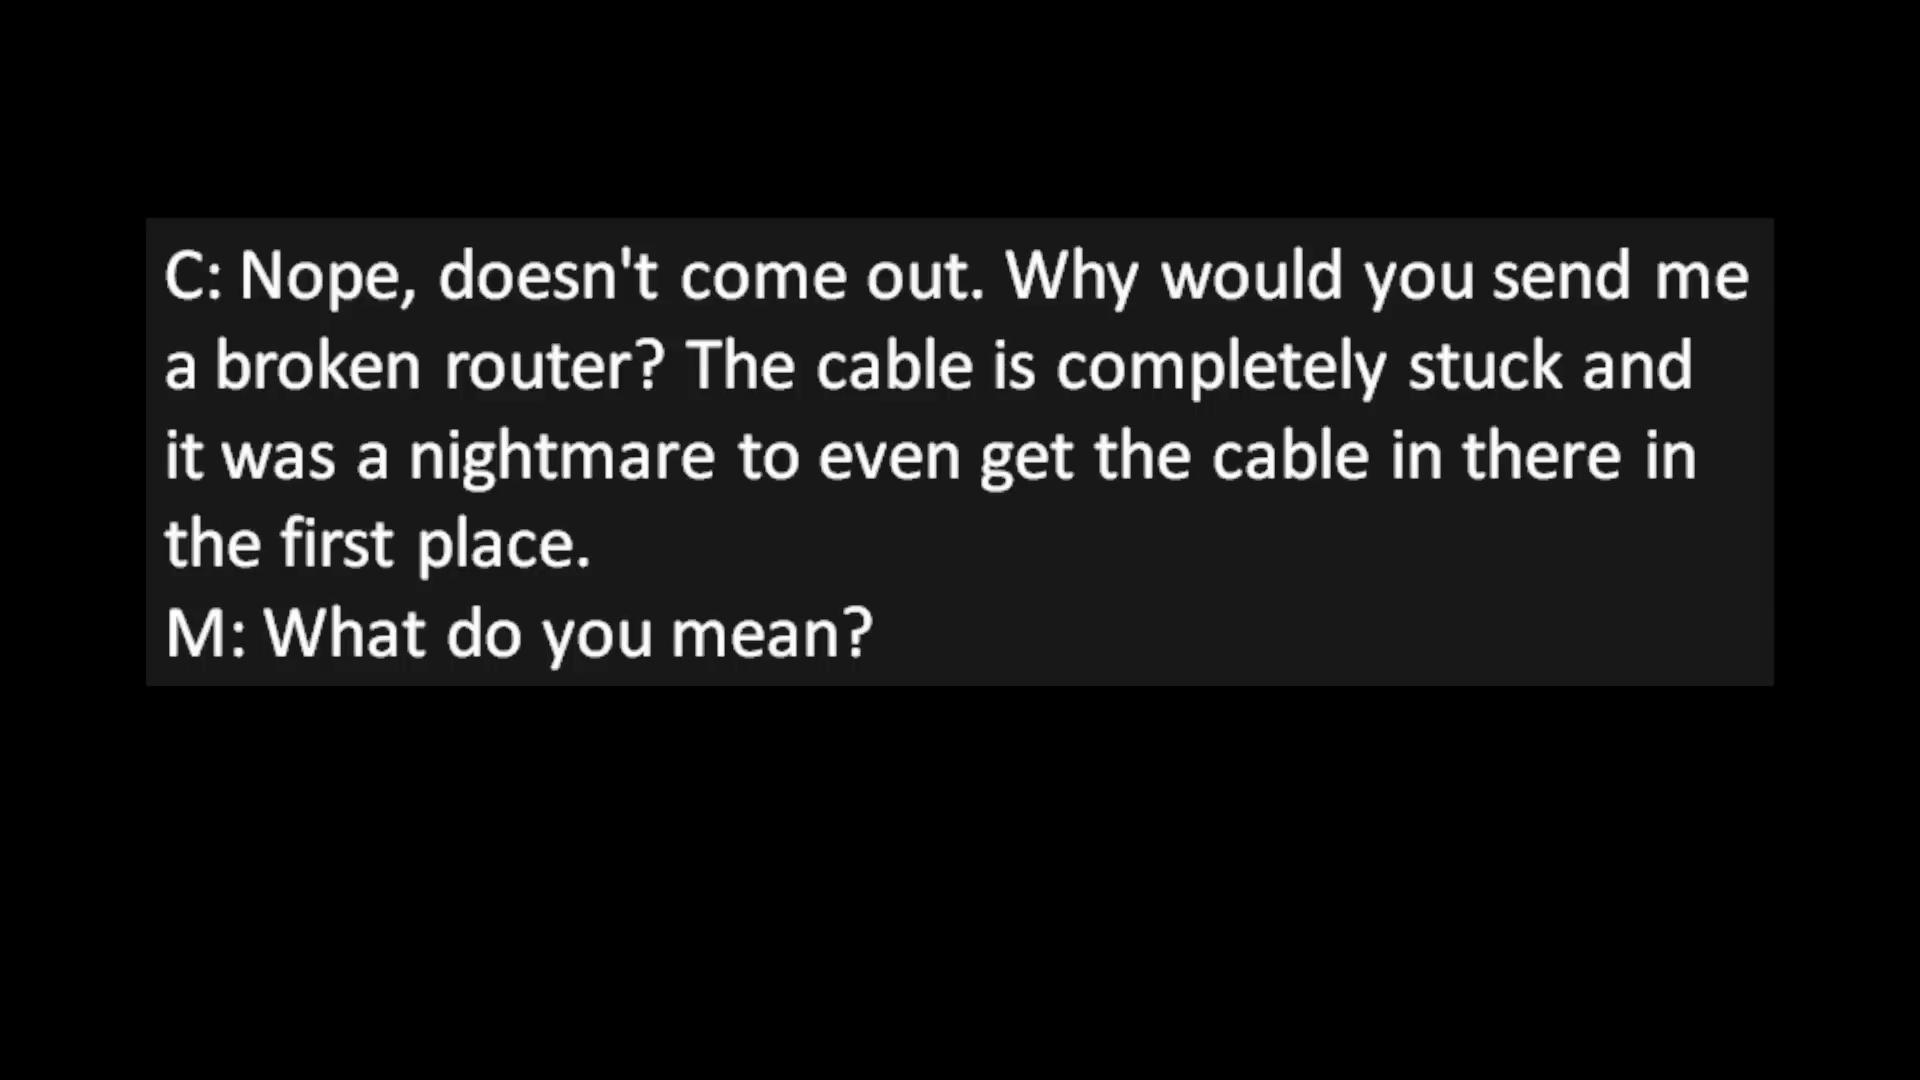 C: Nope, doesn't come out. Why would you send me
a broken router? The cable is completely stuck and
it was a nightmare to even get the cable in there in
the first place.
M: What do you mean?